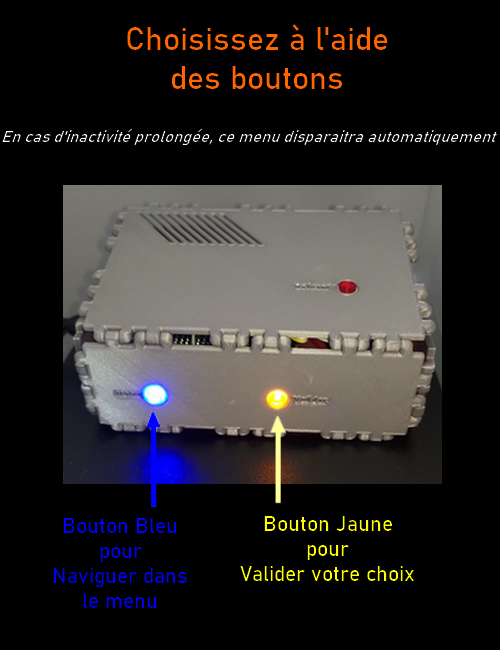 Choisissez à l'aide
des boutons
En cas d'inactivité prolongée, ce menu disparaitra automatiquement
Bouton Bleu
pour
Naviguer dans
le menu
Bouton Jaune
pour
Valider votre choix